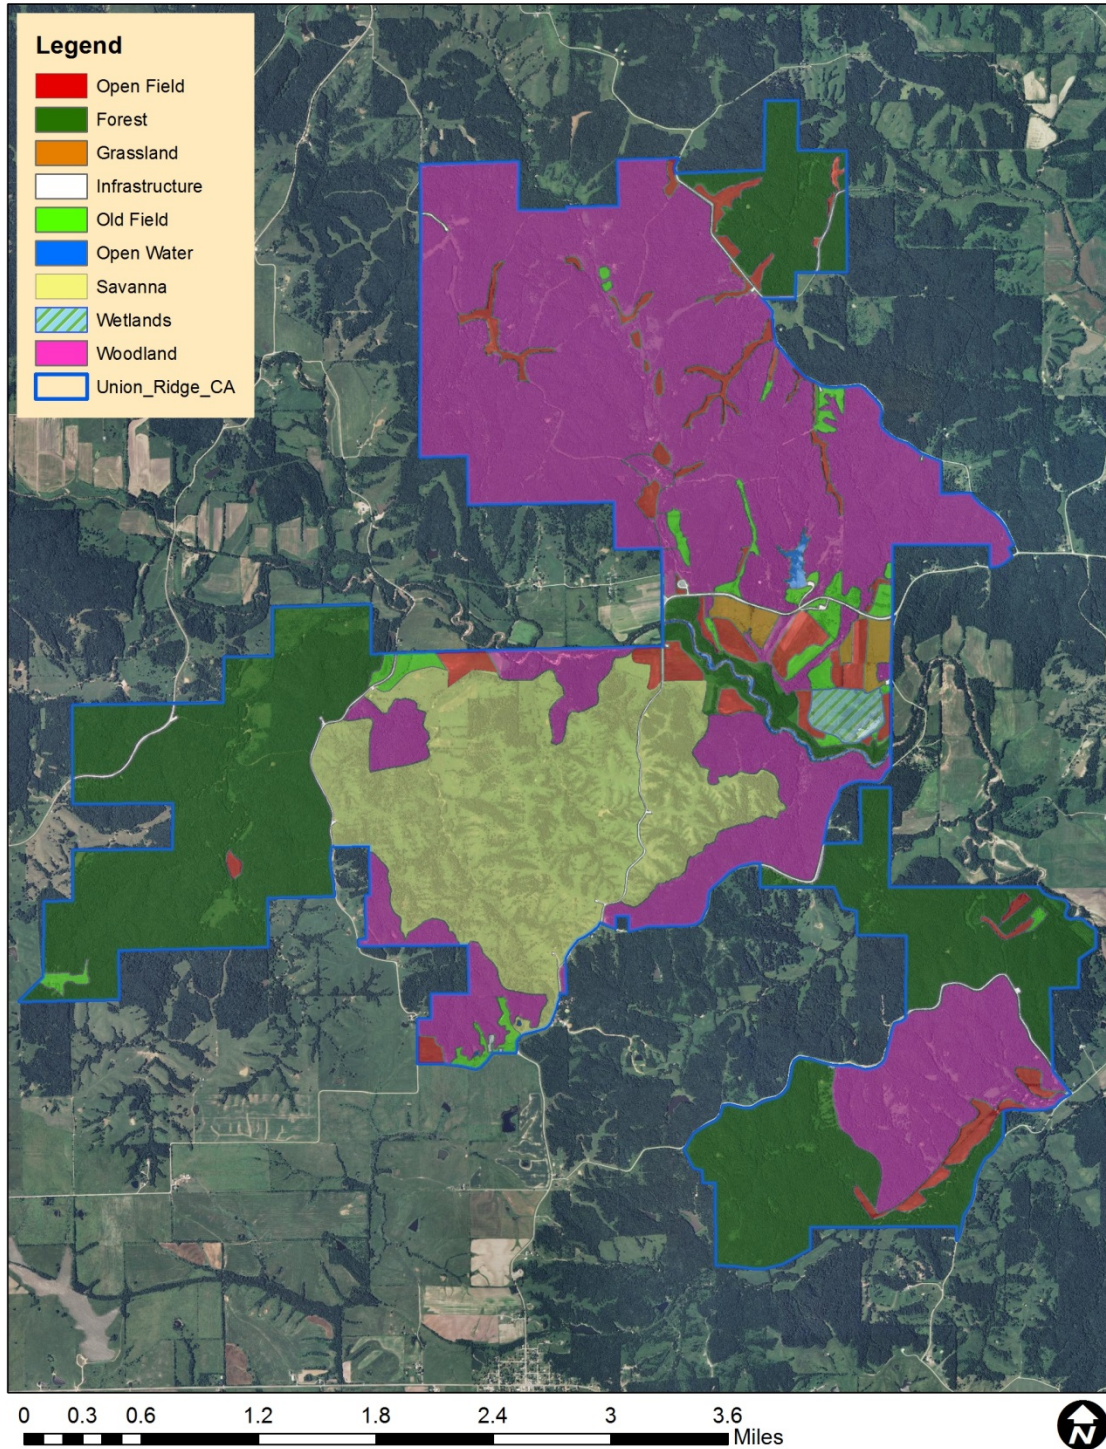 Legend
Open Field
Forest
Grassland
Infrastructure
Old Field
Open Water
Savanna
Wetlands
Woodland
Union_Ridge_CA
0 0.3 0.6 1.2 1.8 2.4 3 3.6
Miles
N